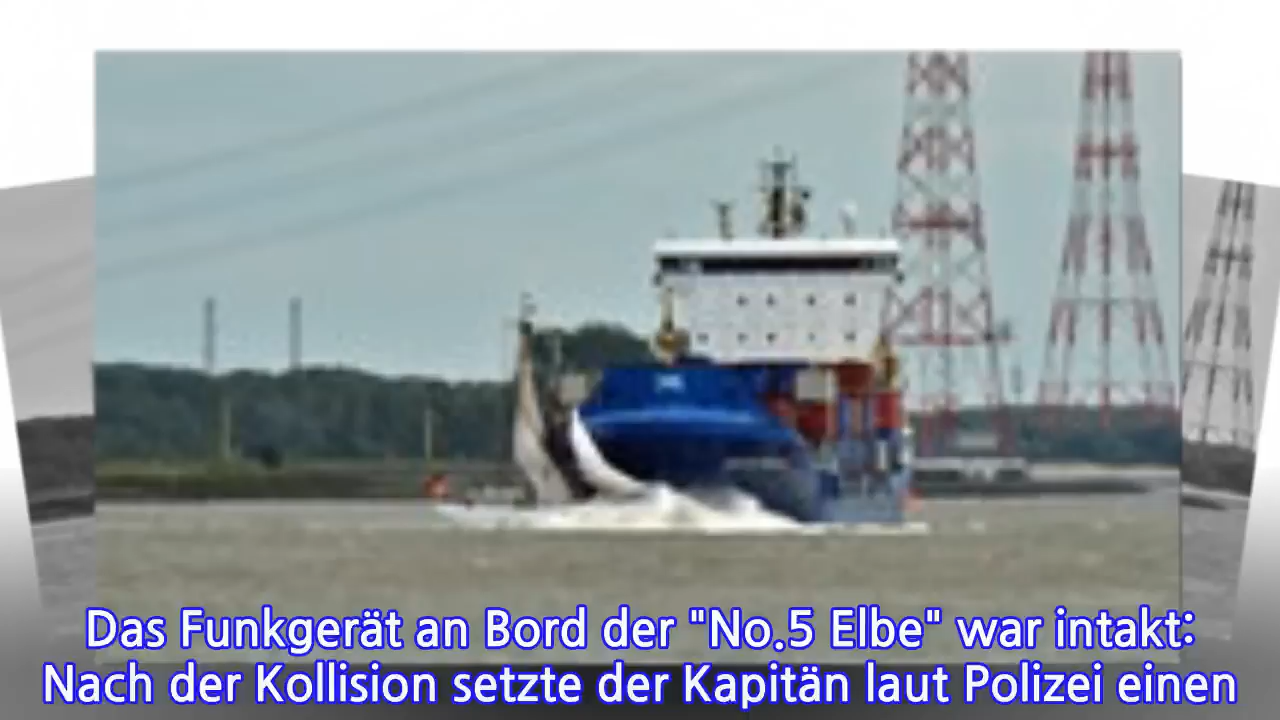 Das Funkgerät an Bord der "No.5 Elbe" war intakt:
Nach der Kollision setzte der Kapitän laut Polizei einen